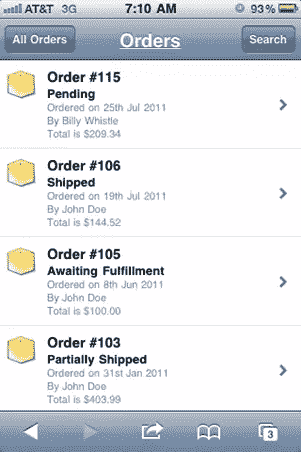 AT&T 3G 7:10 AM 93%
All Orders Orders Search
Order #115
Pending
Ordered on 25th Jul 2011
By Billy Whistle
Total is $209.34
Order #106
Shipped
Ordered on 19th Jul 2011
By John Doe
Total is $144.52
Order #105
Awaiting Fulfillment
Ordered on 8th Jun 2011
By John Doe
Total is $100.00
Order #103
Partially Shipped
Ordered on 31st Jan 2011
By John Doe
Total is $403.99
3